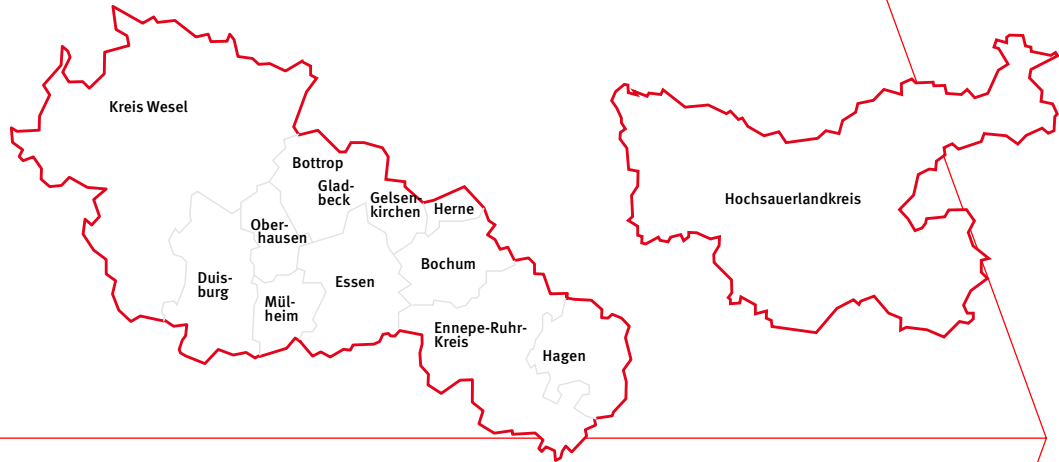 Kreis Wesel
Bottrop
Glad-
beck
Gelsen-
kirchen
Herne
Hochsauerlandkreis
Ober-
hausen
Bochum
Duis-
burg
Essen
Mül-
heim
Ennepe-Ruhr-
Kreis
Hagen